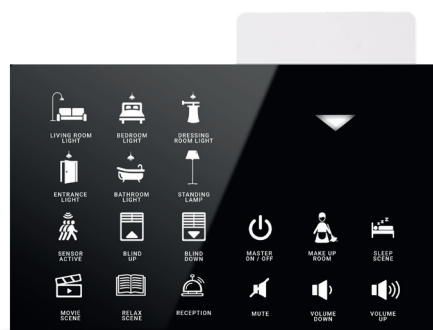 LIVING ROOM
LIGHT
BEDROOM
LIGHT
DRESSING
ROOM LIGHT
ENTRANCE
LIGHT
BATHROOM
LIGHT
STANDING
LAMP
SENSOR
ACTIVE
BLIND
UP
BLIND
DOWN
MASTER
ON / OFF
MAKE UP
ROOM
Z Z Z
SLEEP
SCENE
MOVIE
SCENE
RELAX
SCENE
RECEPTION
MUTE
VOLUME
DOWN
VOLUME
UP